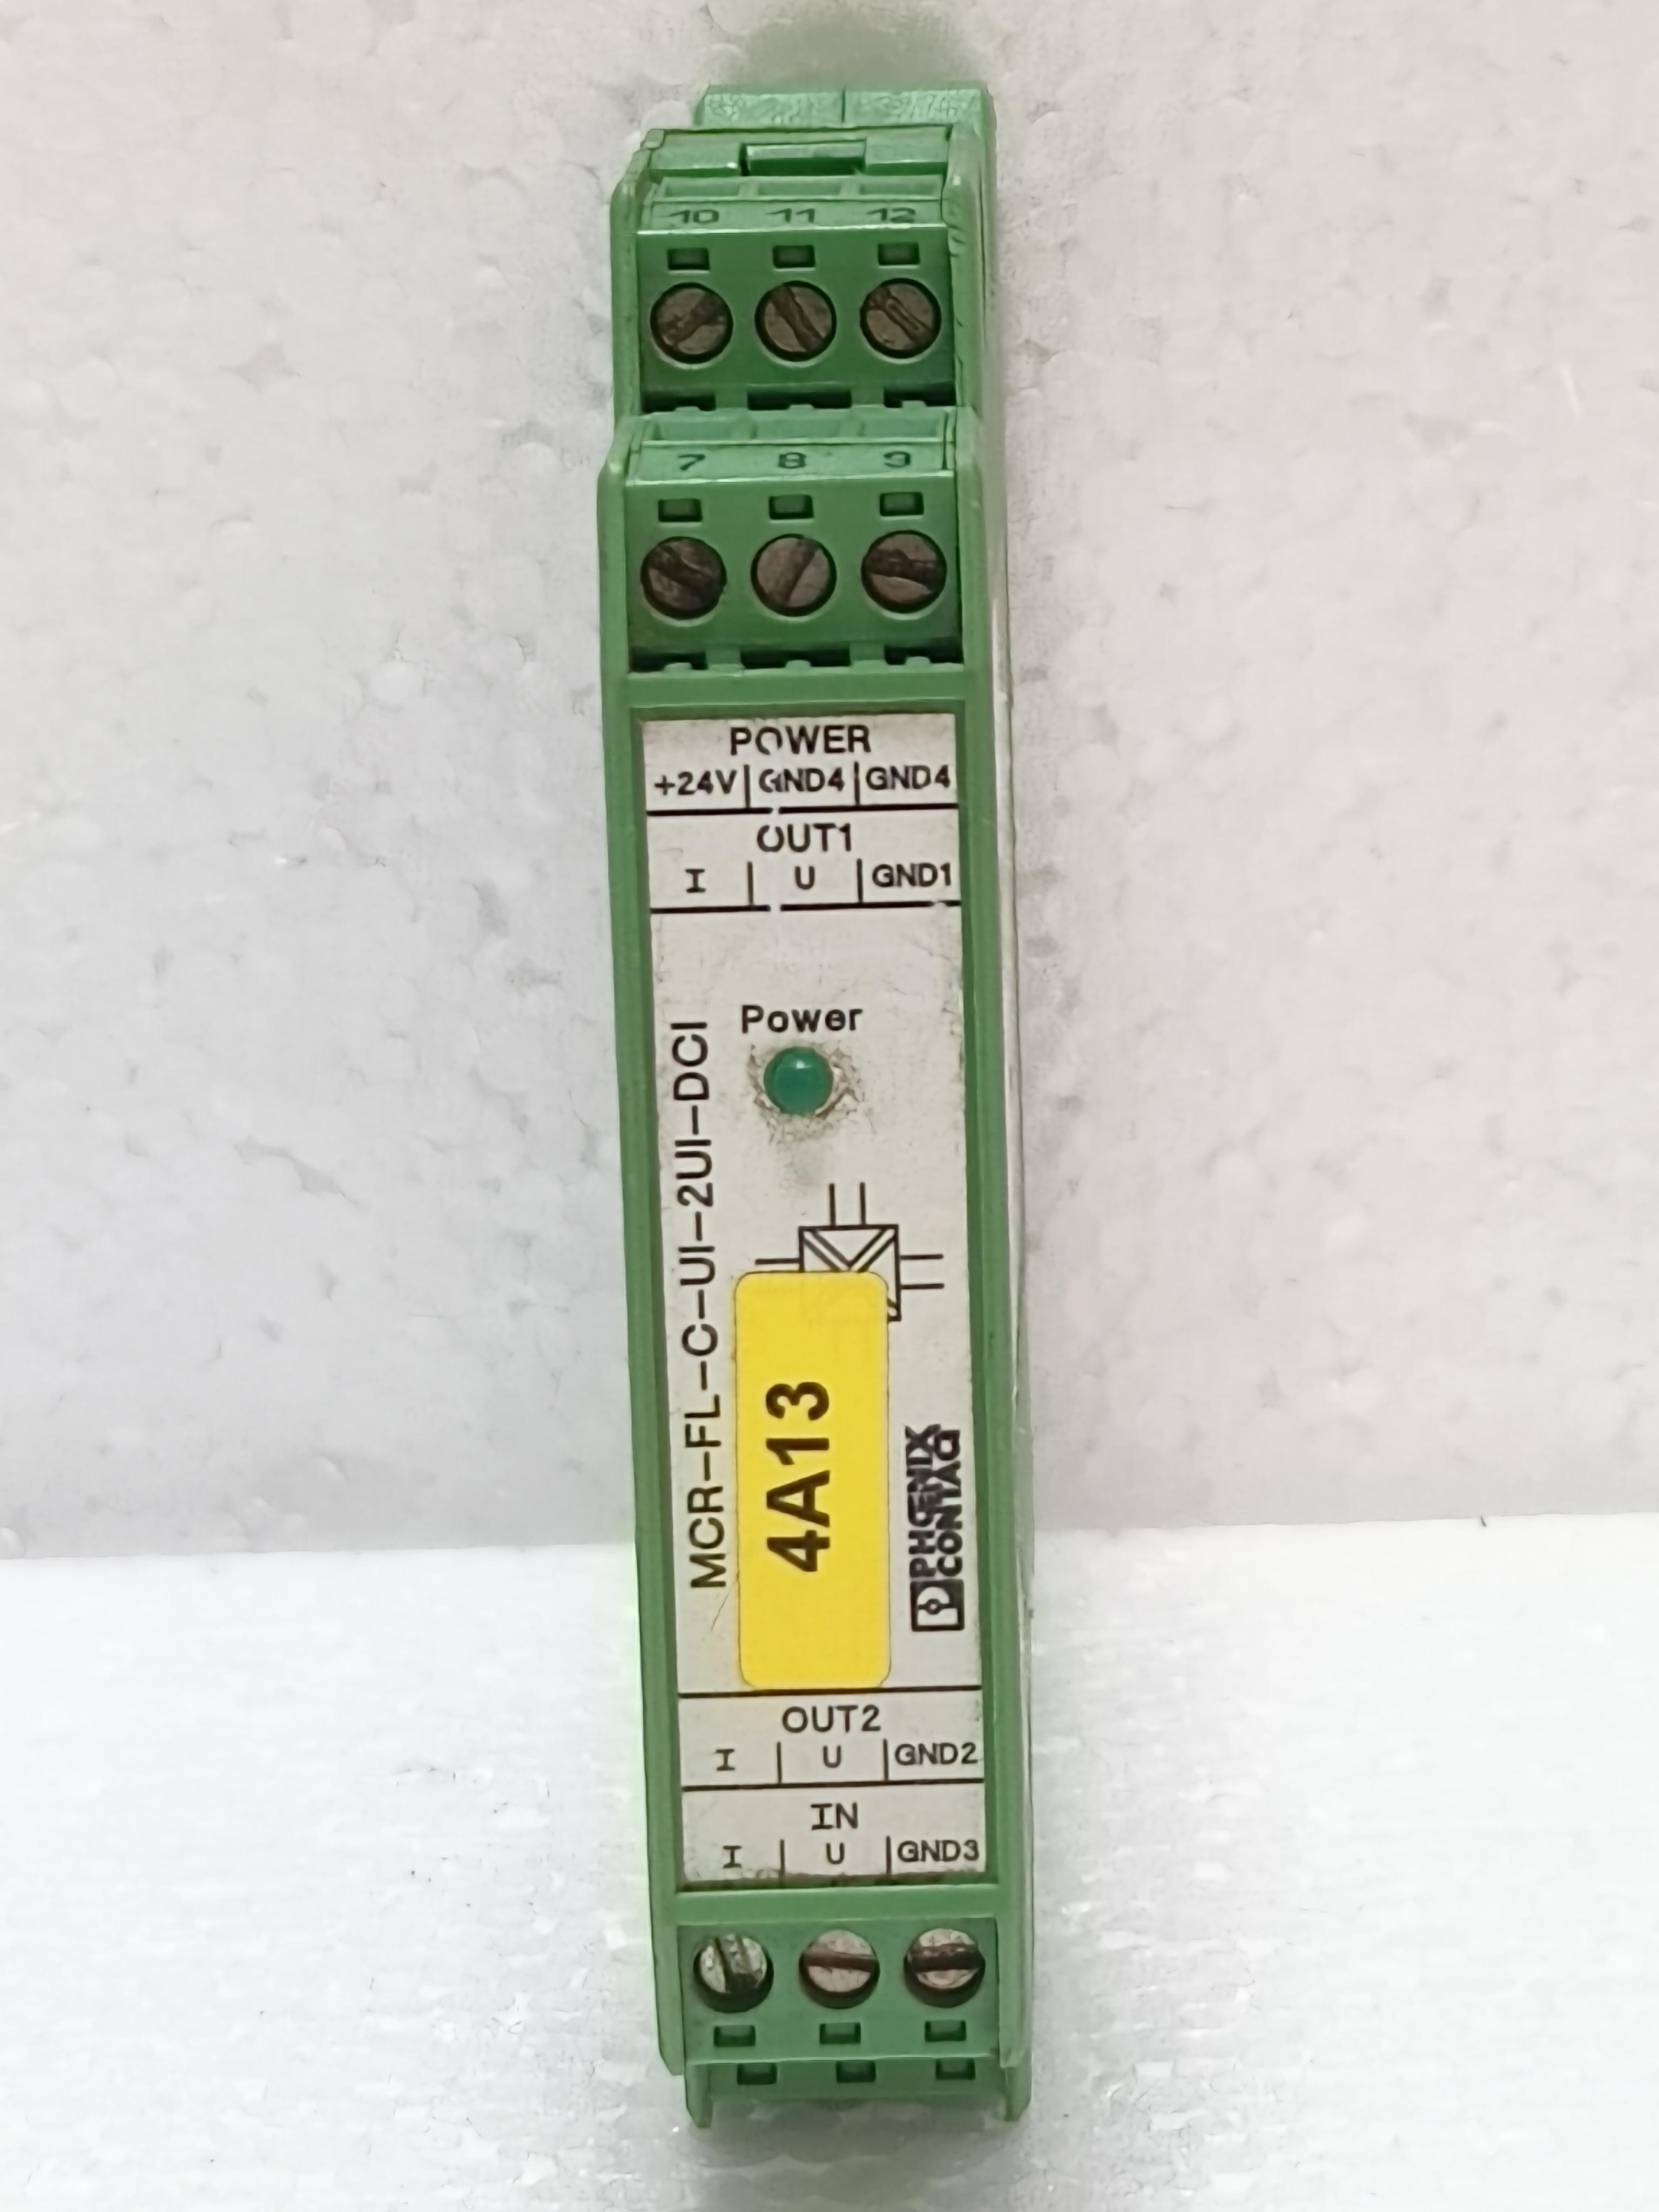 10 11 12
7 8 9
POWER
+24V GND4 GND4
OUT1
I U GND1
Power
MCR-FL-C-UI-2UI-DCI
4A13
PHOENIX
CONTACT
OUT2
I U GND2
IN
I U GND3